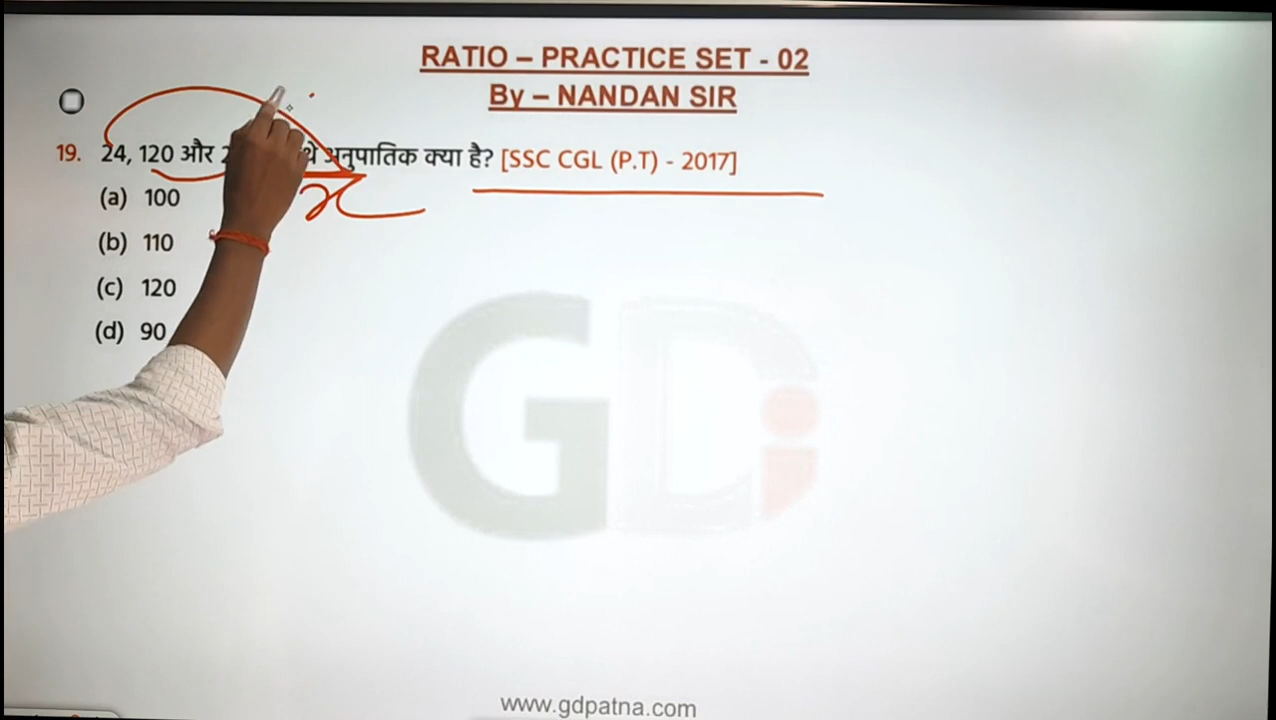 RATIO – PRACTICE SET - 02
By – NANDAN SIR
19. 24, 120 और अनुपातिक क्या है? [SSC CGL (P.T) - 2017]
x
(a) 100
(b) 110
(c) 120
(d) 90
GDi
www.gdpatna.com